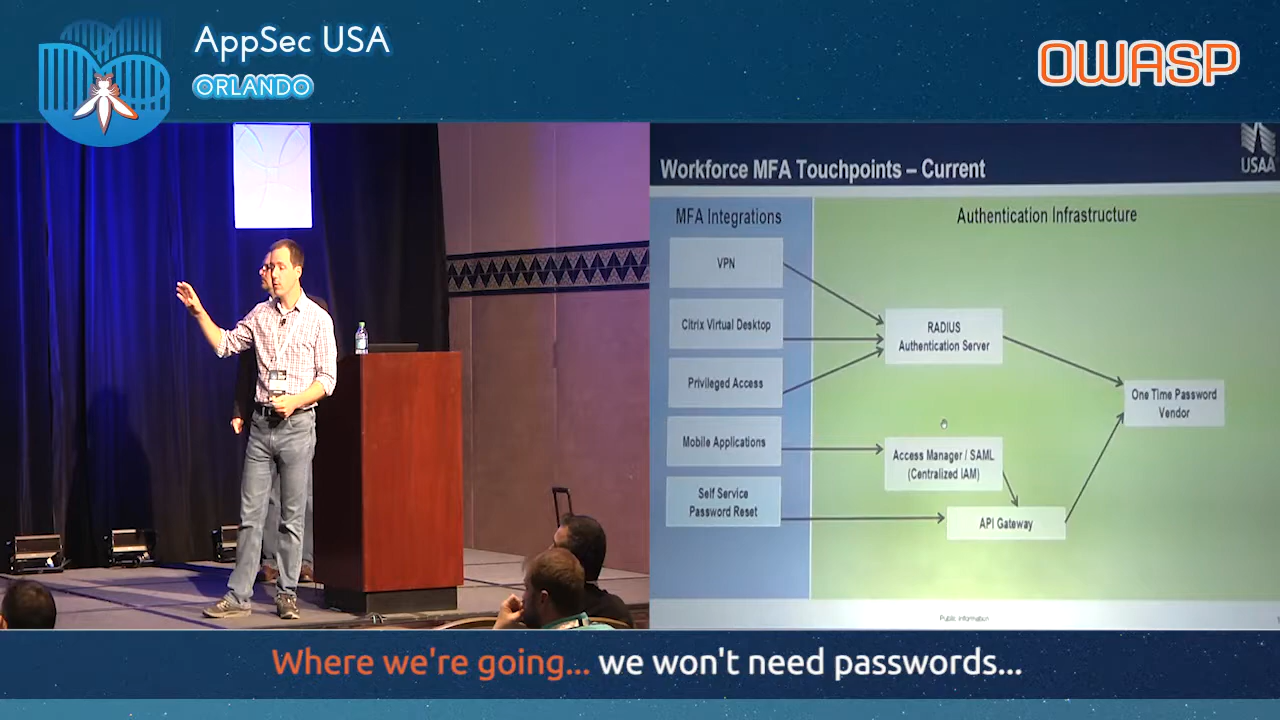 AppSec USA
ORLANDO
OWASP
Workforce MFA Touchpoints – Current
USAA
MFA Integrations
Authentication Infrastructure
VPN
Citrix Virtual Desktop
Privileged Access
Mobile Applications
Self Service
Password Reset
RADIUS
Authentication Server
Access Manager / SAML
(Centralized IAM)
API Gateway
One Time Password
Vendor
Public Information
Where we're going... we won't need passwords...